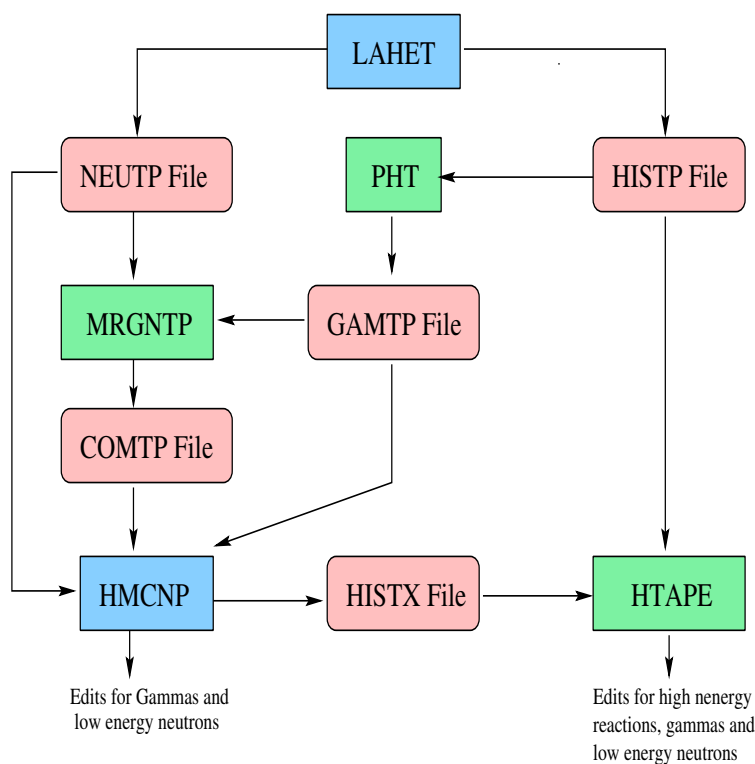 LAHET
NEUTP File
PHT
HISTP File
MRGNTP
GAMTP File
COMTP File
HMCNP
HISTX File
HTAPE
Edits for Gammas and
low energy neutrons
Edits for high nenergy
reactions, gammas and
low energy neutrons